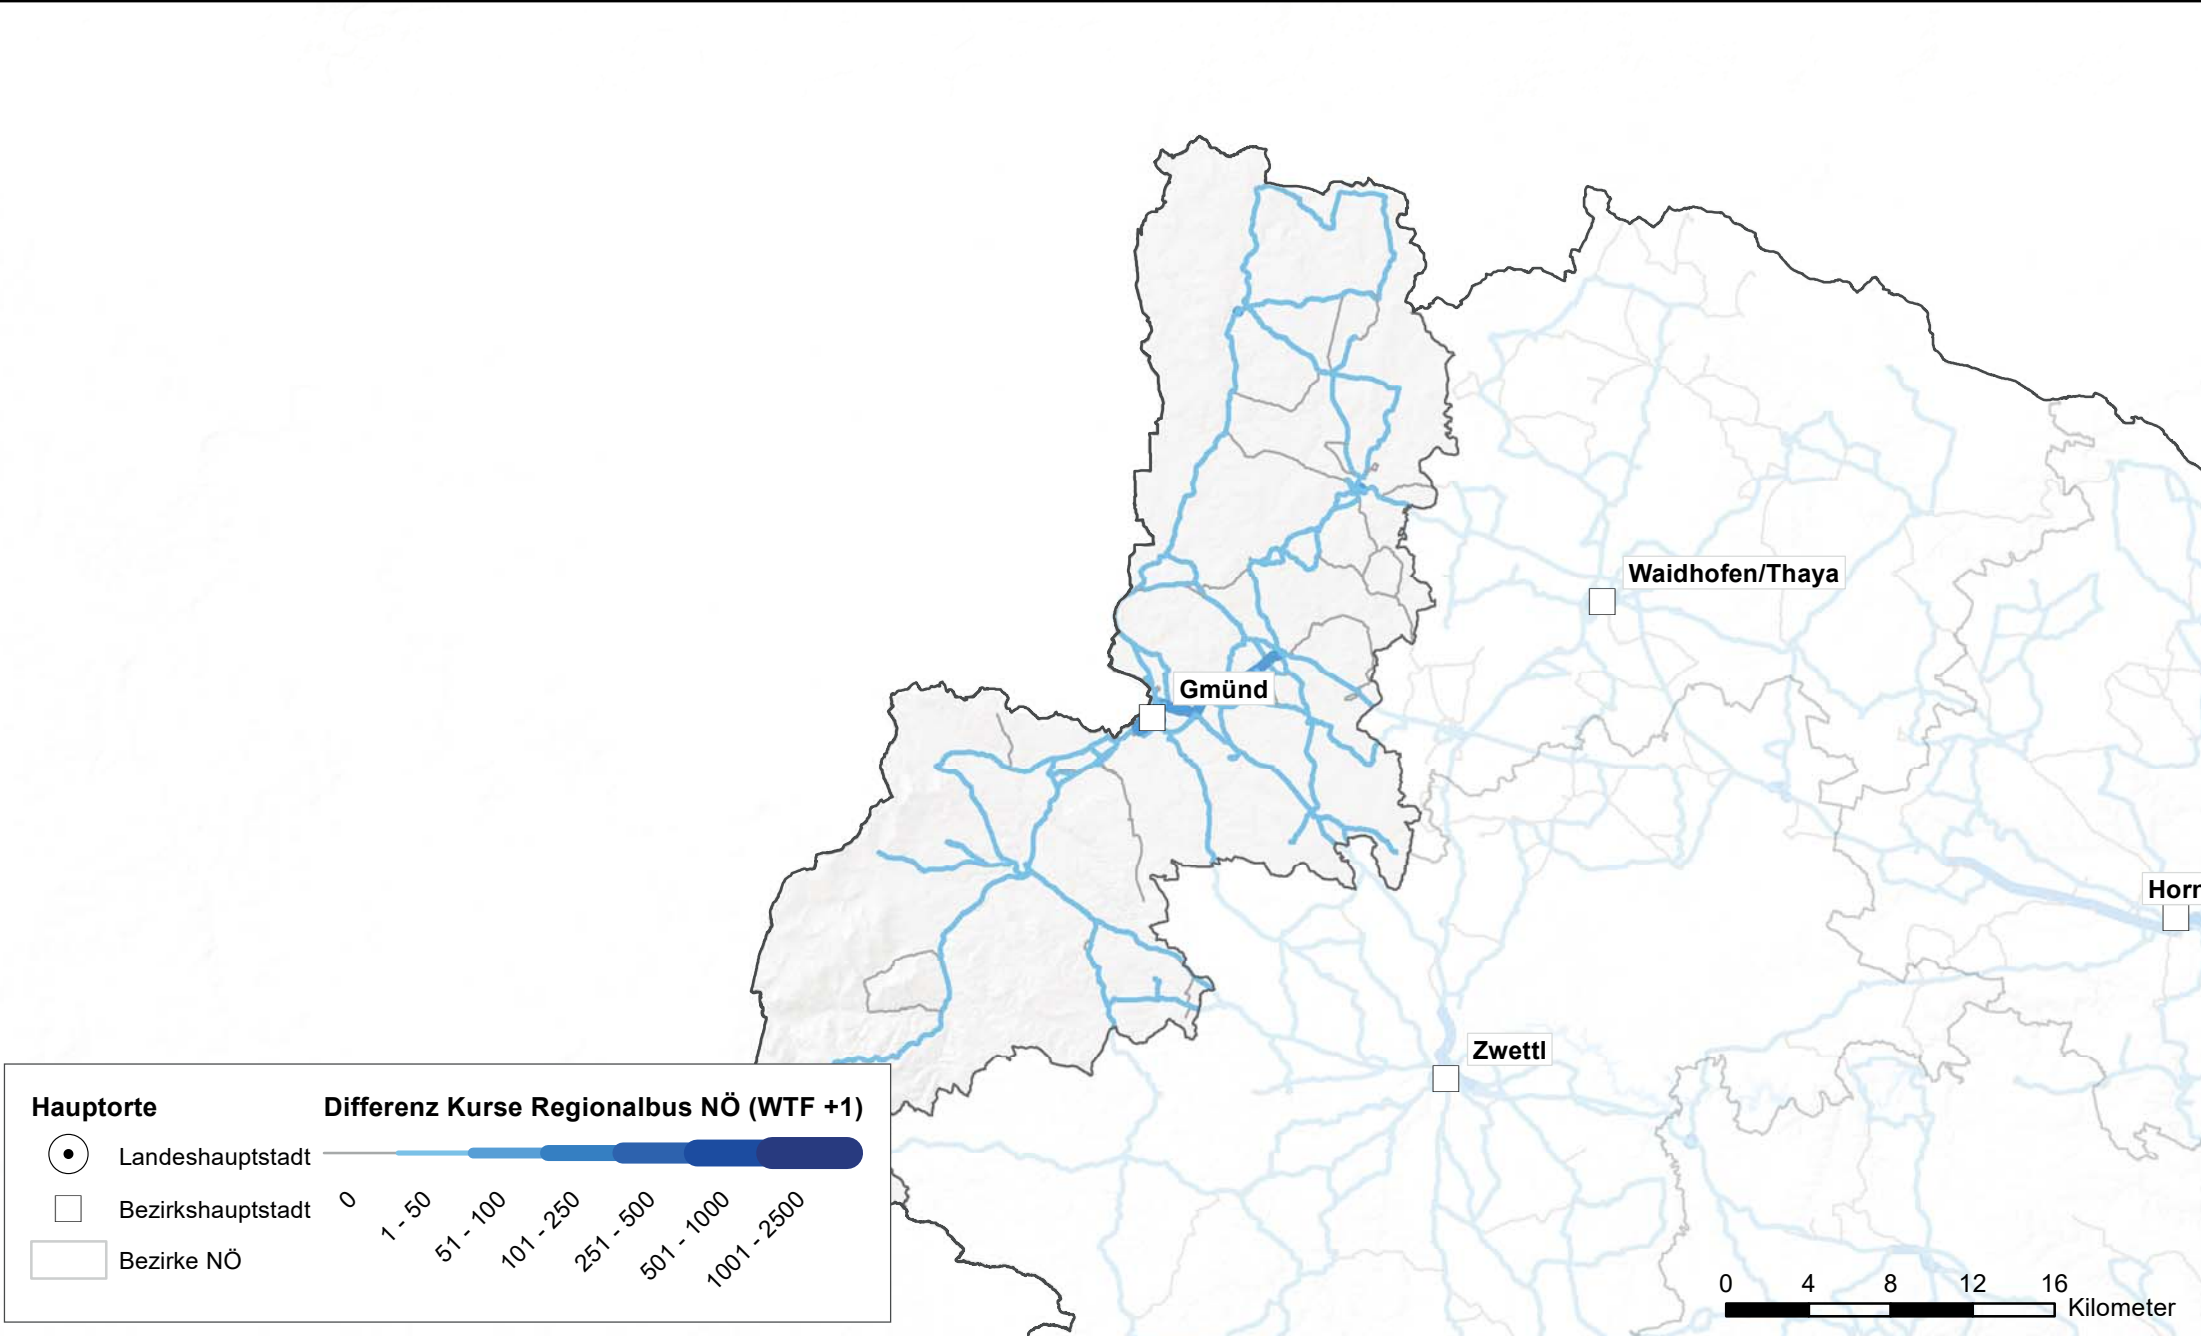 Waidhofen/Thaya
Gmünd
Horn
Zwettl
Hauptorte
Landeshauptstadt
Bezirkshauptstadt
Bezirke NÖ
Differenz Kurse Regionalbus NÖ (WTF +1)
0
1 - 50
51 - 100
101 - 250
251 - 500
501 - 1000
1001 - 2500
0 4 8 12 16
Kilometer